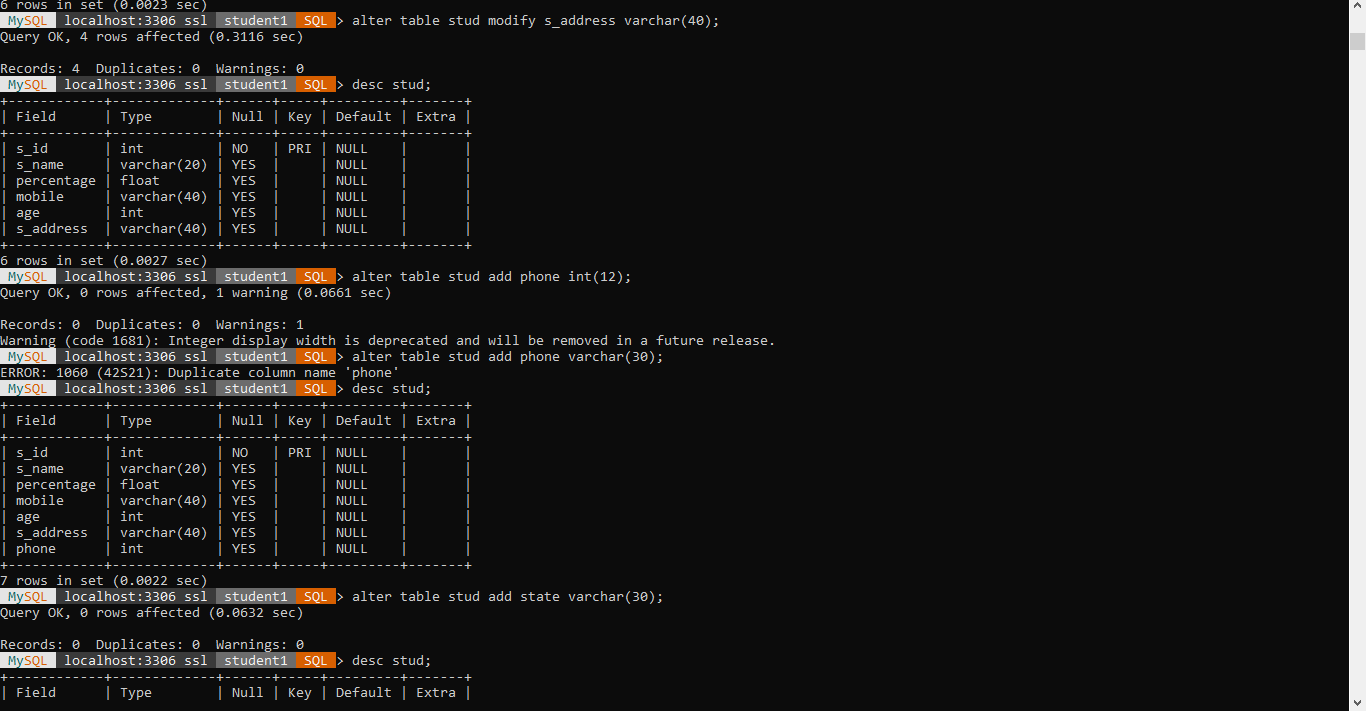 6 rows in set (0.0023 sec)
MySQL localhost:3306 ssl student1 SQL > alter table stud modify s_address varchar(40);
Query OK, 4 rows affected (0.3116 sec)
Records: 4  Duplicates: 0  Warnings: 0
MySQL localhost:3306 ssl student1 SQL > desc stud;
+------------+-------------+------+-----+---------+-------+
| Field      | Type        | Null | Key | Default | Extra |
+------------+-------------+------+-----+---------+-------+
| s_id       | int         | NO   | PRI | NULL    |       |
| s_name     | varchar(20) | YES  |     | NULL    |       |
| percentage | float       | YES  |     | NULL    |       |
| mobile     | varchar(40) | YES  |     | NULL    |       |
| age        | int         | YES  |     | NULL    |       |
| s_address  | varchar(40) | YES  |     | NULL    |       |
+------------+-------------+------+-----+---------+-------+
6 rows in set (0.0027 sec)
MySQL localhost:3306 ssl student1 SQL > alter table stud add phone int(12);
Query OK, 0 rows affected, 1 warning (0.0661 sec)
Records: 0  Duplicates: 0  Warnings: 1
Warning (code 1681): Integer display width is deprecated and will be removed in a future release.
MySQL localhost:3306 ssl student1 SQL > alter table stud add phone varchar(30);
ERROR: 1060 (42S21): Duplicate column name 'phone'
MySQL localhost:3306 ssl student1 SQL > desc stud;
+------------+-------------+------+-----+---------+-------+
| Field      | Type        | Null | Key | Default | Extra |
+------------+-------------+------+-----+---------+-------+
| s_id       | int         | NO   | PRI | NULL    |       |
| s_name     | varchar(20) | YES  |     | NULL    |       |
| percentage | float       | YES  |     | NULL    |       |
| mobile     | varchar(40) | YES  |     | NULL    |       |
| age        | int         | YES  |     | NULL    |       |
| s_address  | varchar(40) | YES  |     | NULL    |       |
| phone      | int         | YES  |     | NULL    |       |
+------------+-------------+------+-----+---------+-------+
7 rows in set (0.0022 sec)
MySQL localhost:3306 ssl student1 SQL > alter table stud add state varchar(30);
Query OK, 0 rows affected (0.0632 sec)
Records: 0  Duplicates: 0  Warnings: 0
MySQL localhost:3306 ssl student1 SQL > desc stud;
+------------+-------------+------+-----+---------+-------+
| Field      | Type        | Null | Key | Default | Extra |